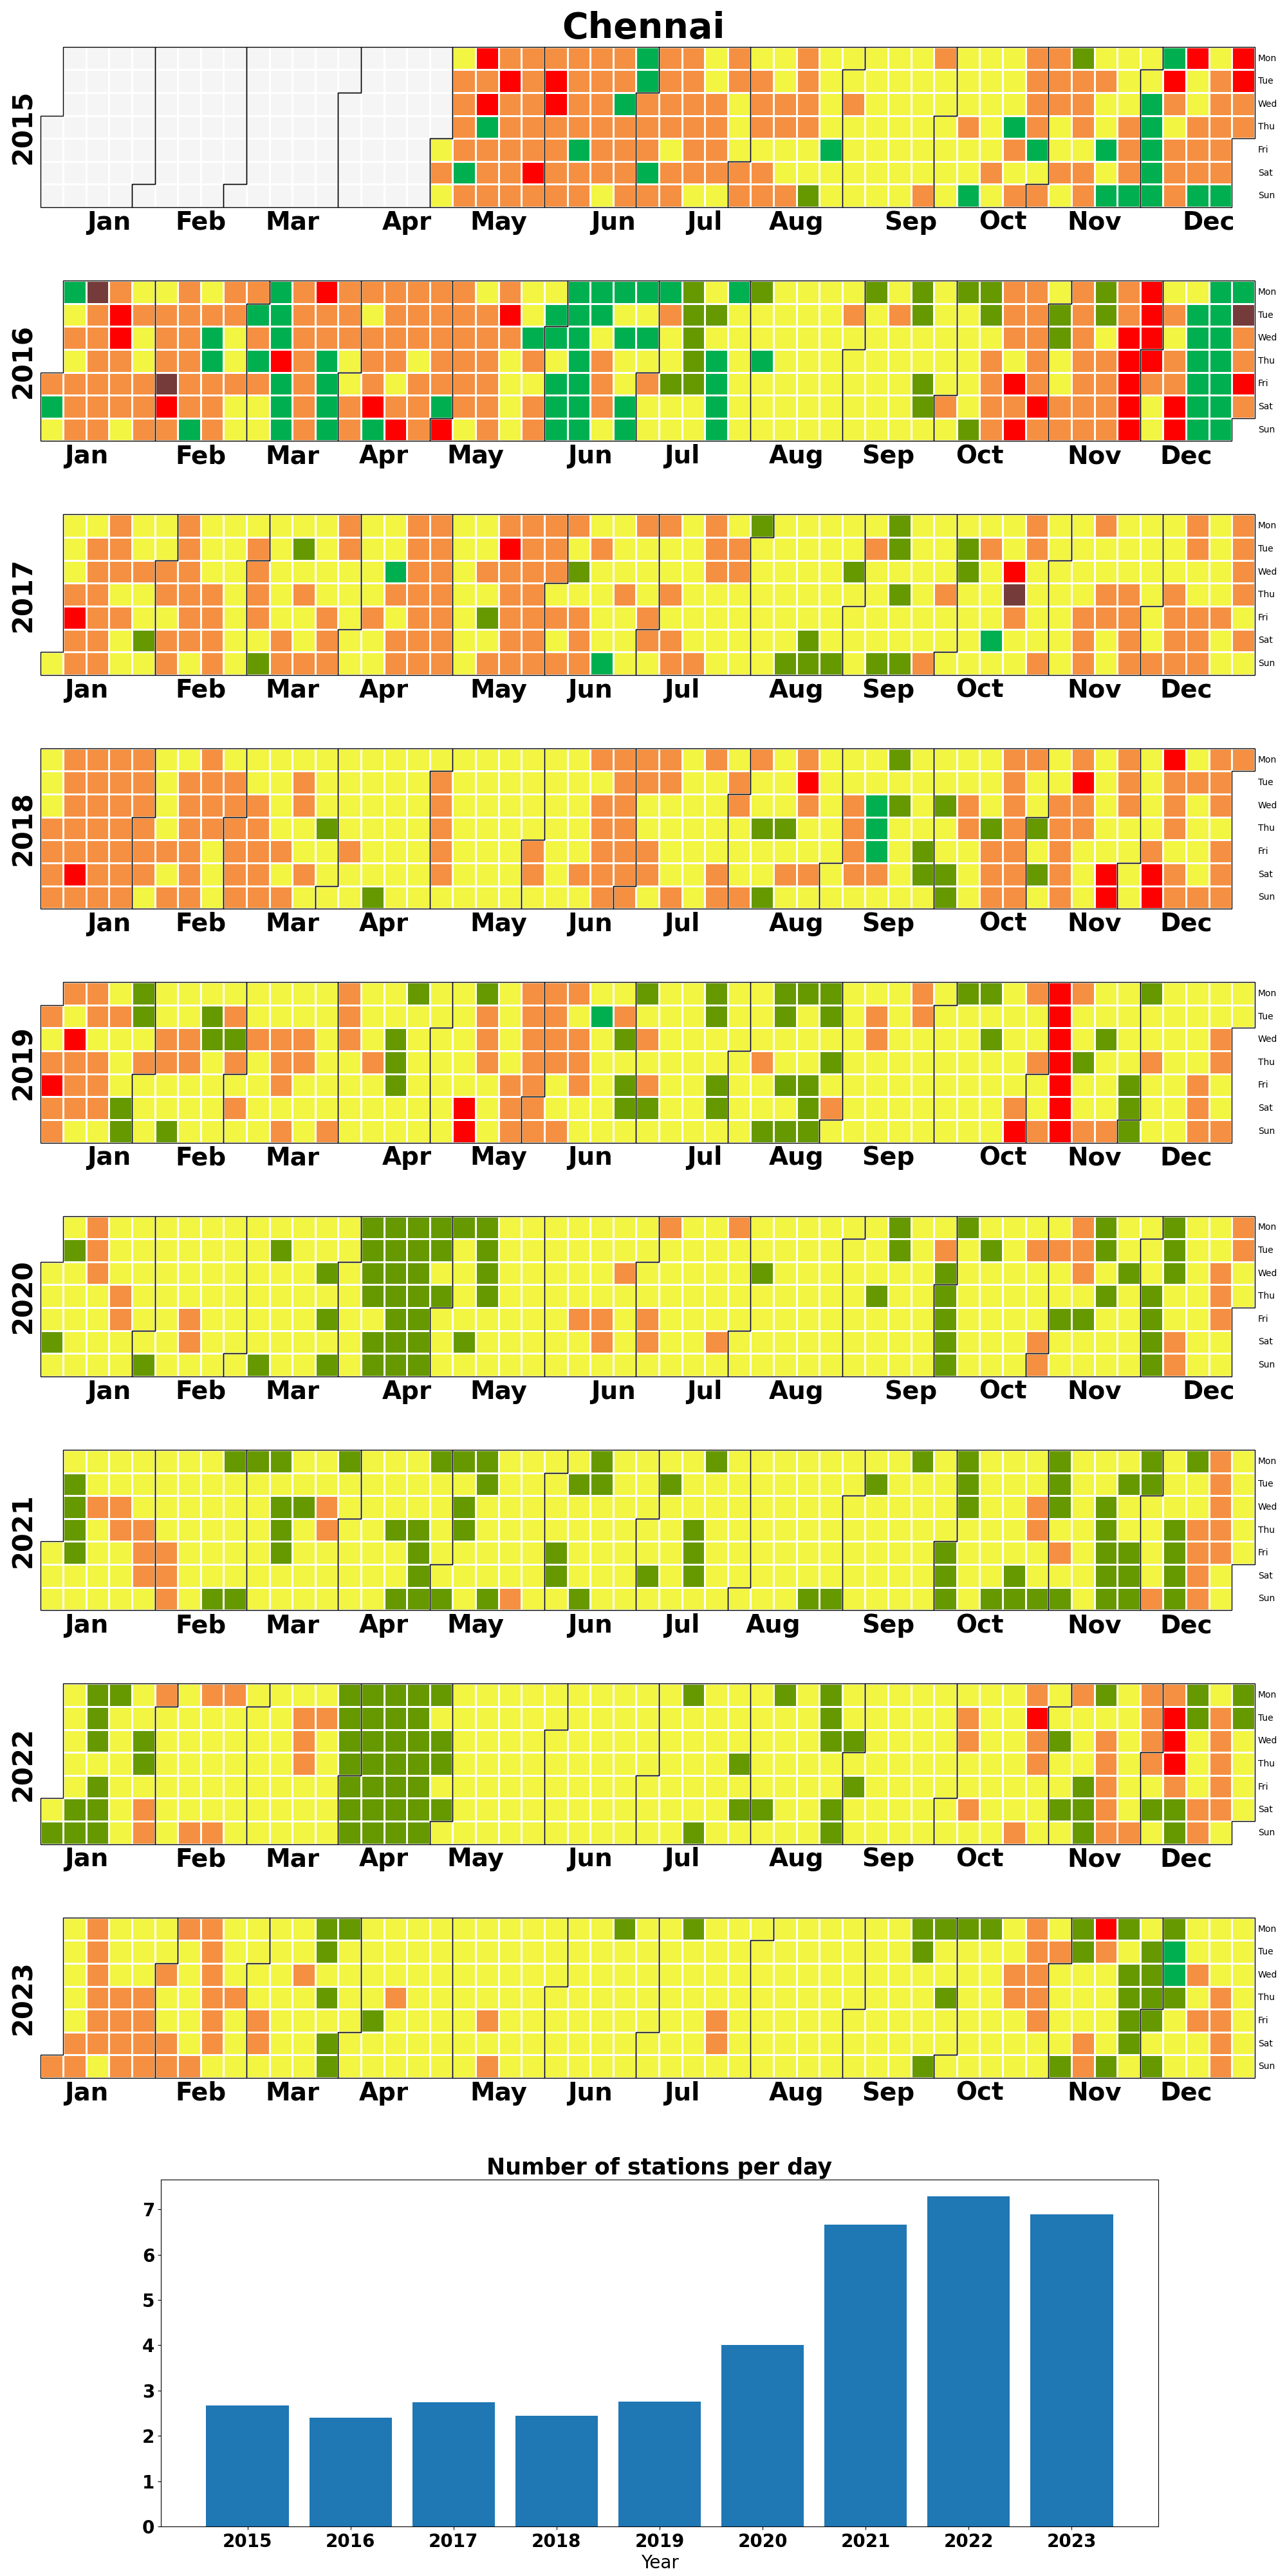 Chennai
2015
Mon
Tue
Wed
Thu
Fri
Sat
Sun
Jan Feb Mar Apr May Jun Jul Aug Sep Oct Nov Dec
2016
Mon
Tue
Wed
Thu
Fri
Sat
Sun
Jan Feb Mar Apr May Jun Jul Aug Sep Oct Nov Dec
2017
Mon
Tue
Wed
Thu
Fri
Sat
Sun
Jan Feb Mar Apr May Jun Jul Aug Sep Oct Nov Dec
2018
Mon
Tue
Wed
Thu
Fri
Sat
Sun
Jan Feb Mar Apr May Jun Jul Aug Sep Oct Nov Dec
2019
Mon
Tue
Wed
Thu
Fri
Sat
Sun
Jan Feb Mar Apr May Jun Jul Aug Sep Oct Nov Dec
2020
Mon
Tue
Wed
Thu
Fri
Sat
Sun
Jan Feb Mar Apr May Jun Jul Aug Sep Oct Nov Dec
2021
Mon
Tue
Wed
Thu
Fri
Sat
Sun
Jan Feb Mar Apr May Jun Jul Aug Sep Oct Nov Dec
2022
Mon
Tue
Wed
Thu
Fri
Sat
Sun
Jan Feb Mar Apr May Jun Jul Aug Sep Oct Nov Dec
2023
Mon
Tue
Wed
Thu
Fri
Sat
Sun
Jan Feb Mar Apr May Jun Jul Aug Sep Oct Nov Dec
Number of stations per day
7
6
5
4
3
2
1
0
2015 2016 2017 2018 2019 2020 2021 2022 2023
Year